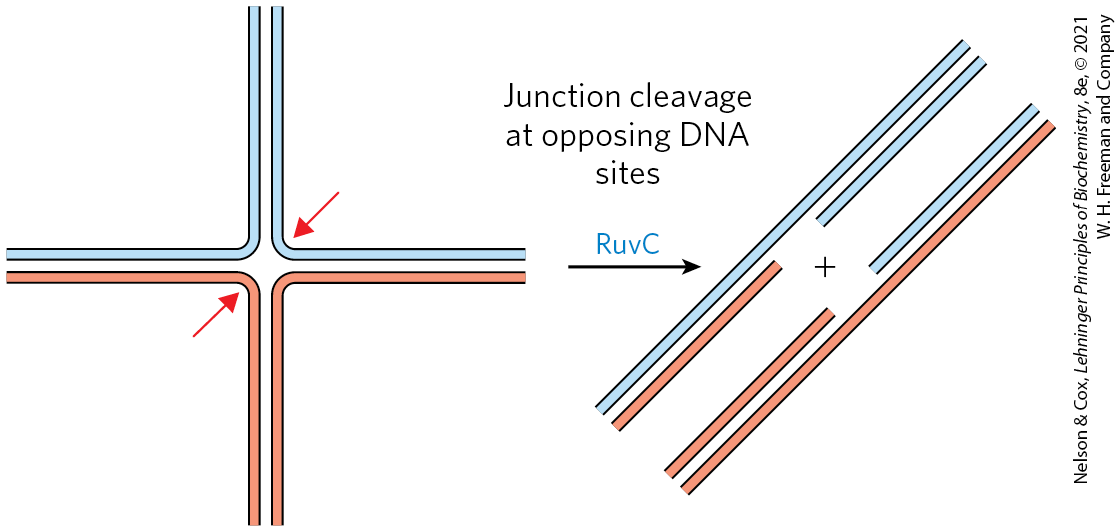 Junction cleavage
at opposing DNA
sites
RuvC
+
Nelson & Cox, Lehninger Principles of Biochemistry, 8e, © 2021
W. H. Freeman and Company